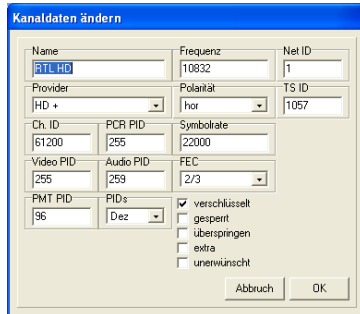 Kanaldaten ändern
Name Frequenz Net ID
RTL HD 10832 1
Provider Polarität TS ID
HD + hor 1057
Ch. ID PCR PID Symbolrate
61200 255 22000
Video PID Audio PID FEC
255 259 2/3
PMT PID PIDs
96 Dez
verschlüsselt
gesperrt
überspringen
extra
unerwünscht
Abbruch OK